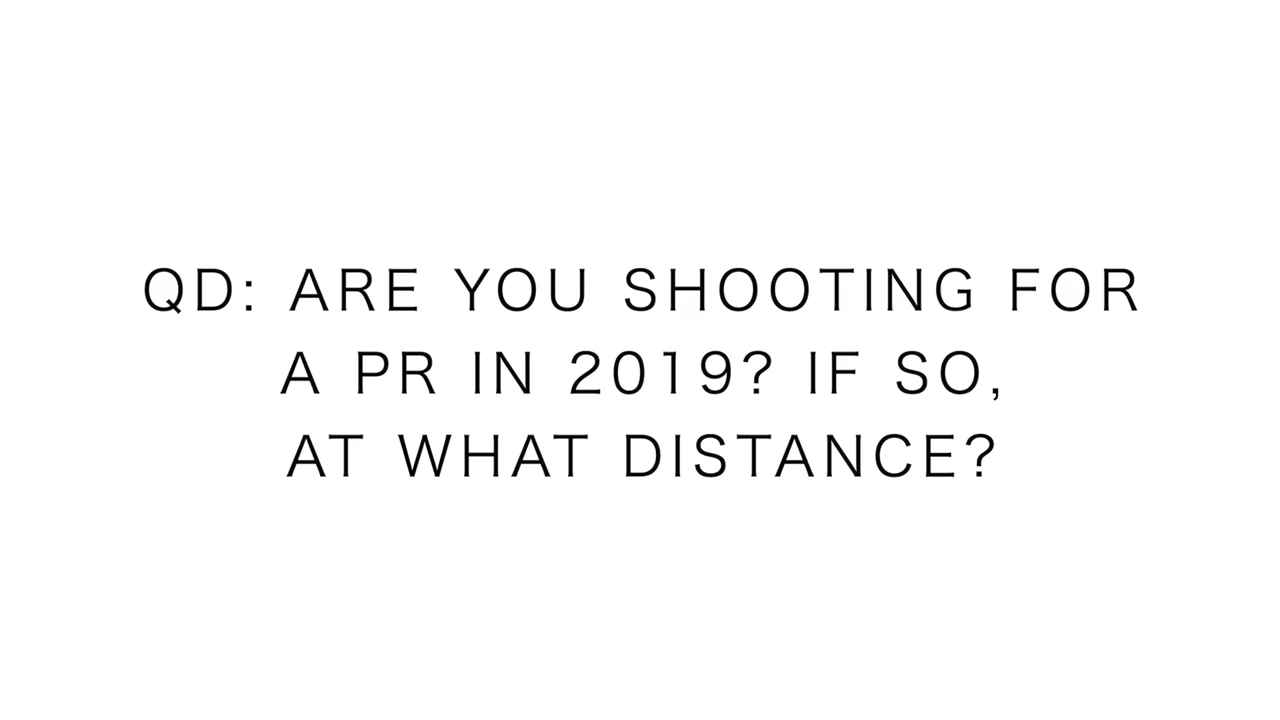 QD: ARE YOU SHOOTING FOR
A PR IN 2019? IF SO,
AT WHAT DISTANCE?